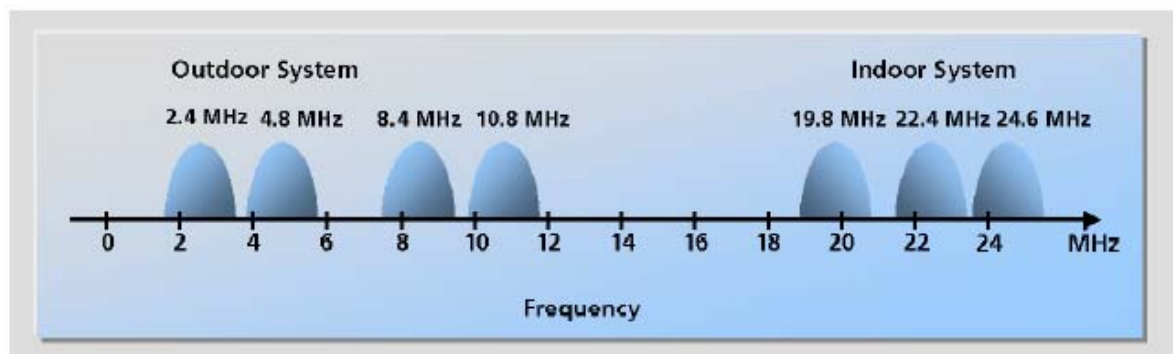 Outdoor System Indoor System
2.4 MHz 4.8 MHz 8.4 MHz 10.8 MHz 19.8 MHz 22.4 MHz 24.6 MHz
0 2 4 6 8 10 12 14 16 18 20 22 24 MHz
Frequency